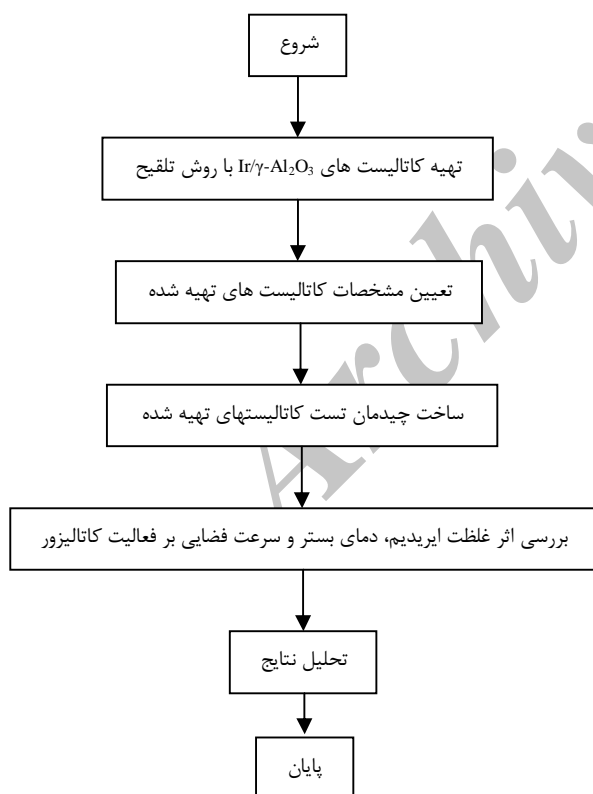 شروع
تهیه کاتالیست های Ir/γ-Al₂O₃ با روش تلقیح
تعیین مشخصات کاتالیست های تهیه شده
ساخت چیدمان تست کاتالیستهای تهیه شده
بررسی اثر غلظت ایریدیم، دمای بستر و سرعت فضایی بر فعالیت کاتالیزور
تحلیل نتایج
پایان
Archiv